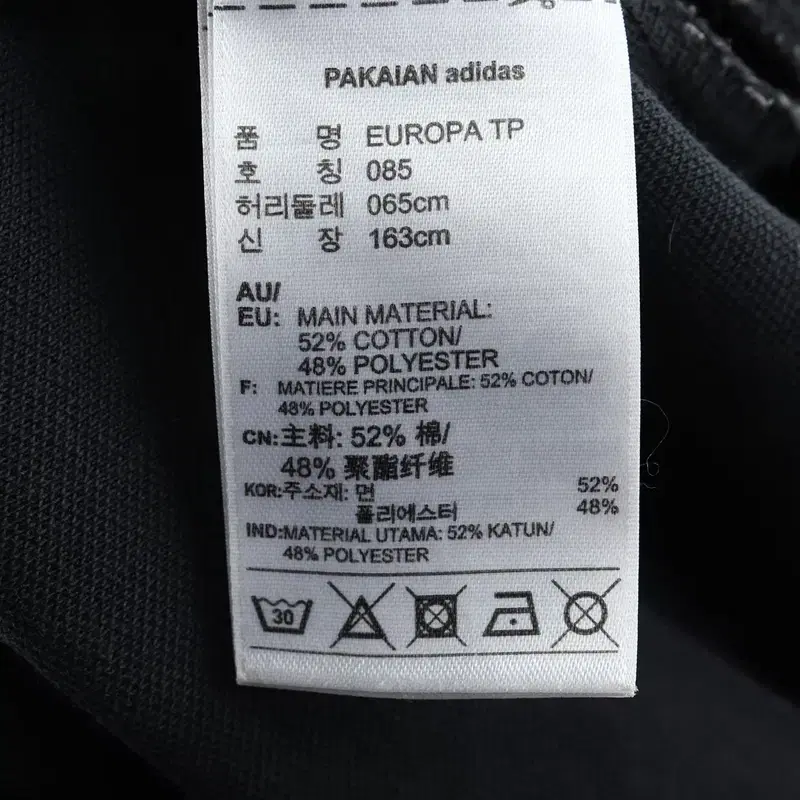 PAKAIAN adidas
품 명 EUROPA TP
호 칭 085
허리둘레 065cm
신 장 163cm
AU/
EU: MAIN MATERIAL:
52% COTTON/
48% POLYESTER
F: MATIERE PRINCIPALE: 52% COTON/
48% POLYESTER
CN:主料: 52% 棉/
48% 聚酯纤维
KOR:주소재: 면 52%
폴리에스터 48%
IND:MATERIAL UTAMA: 52% KATUN/
48% POLYESTER
30